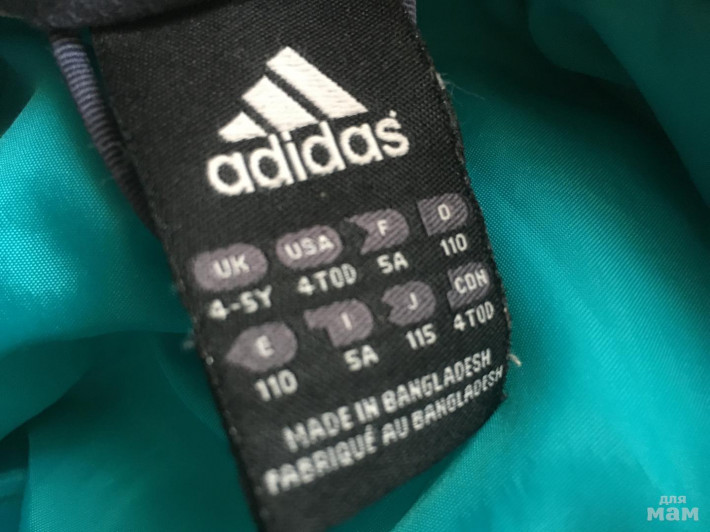 adidas
UK USA F D
4-5Y 4TOD 5A 110
E I J CDN
110 5A 115 4TOD
MADE IN BANGLADESH
FABRIQUÉ AU BANGLADESH
для
мам